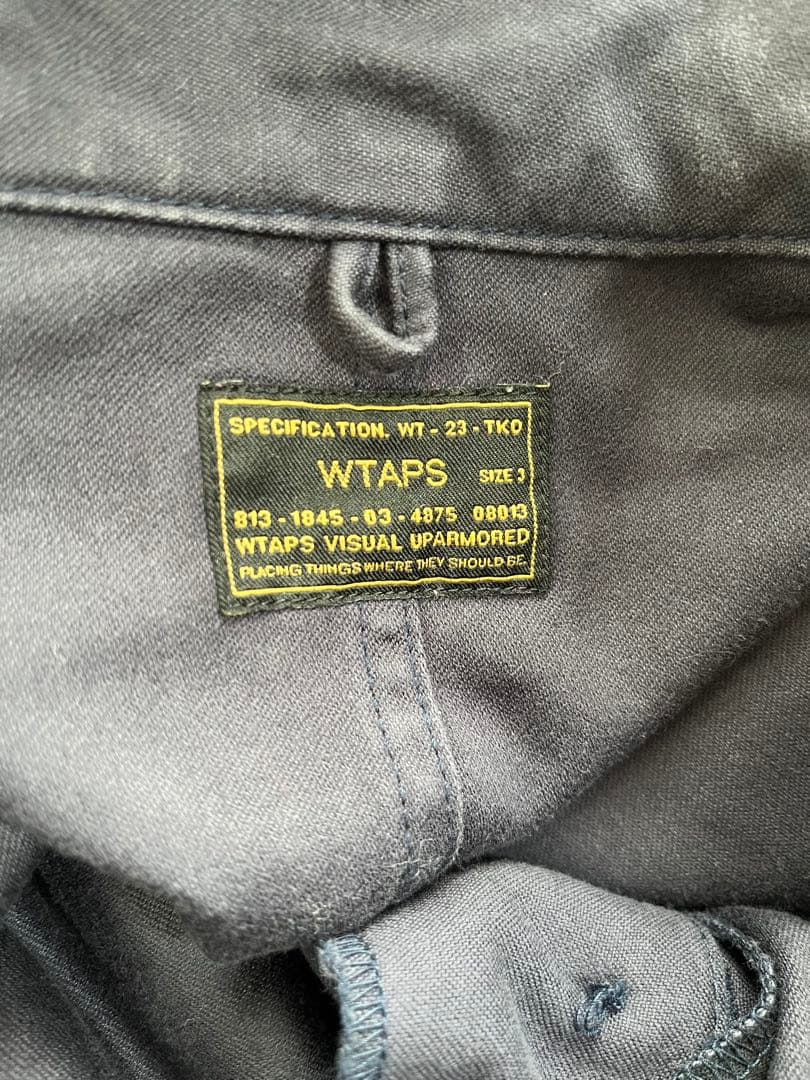 SPECIFICATION. WT - 23 - TKO
WTAPS SIZE 3
813 - 1845 - 03 - 4875 08013
WTAPS VISUAL UPARMORED
PLACING THINGS WHERE THEY SHOULD BE.